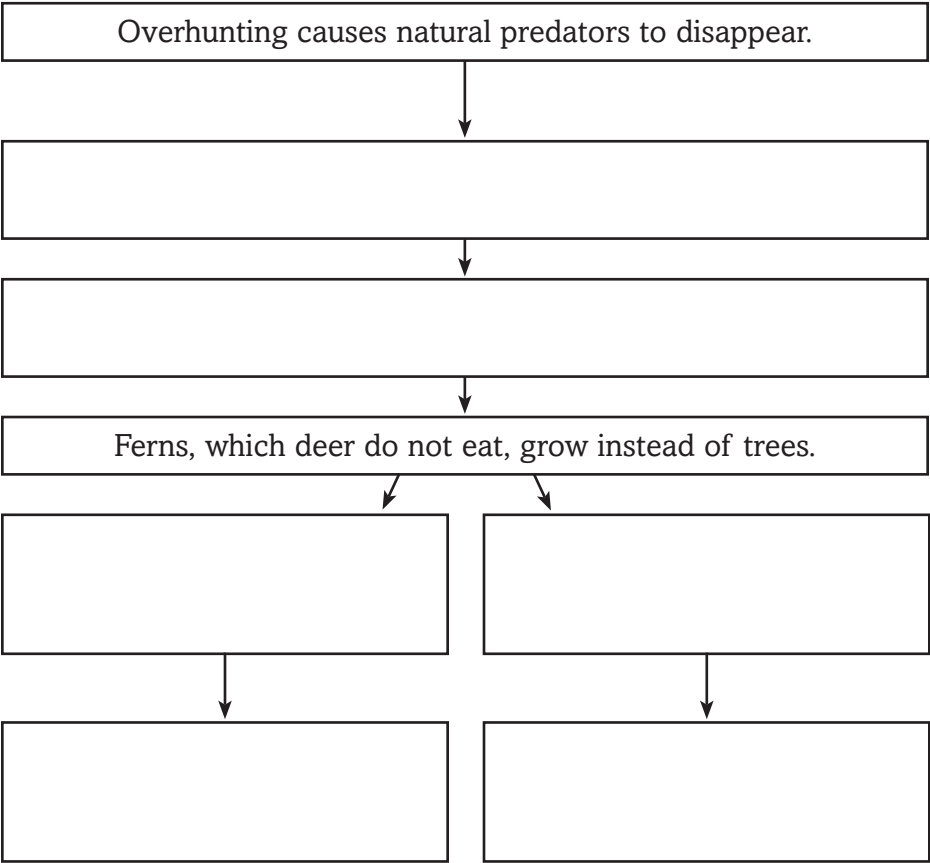 Overhunting causes natural predators to disappear.
Ferns, which deer do not eat, grow instead of trees.